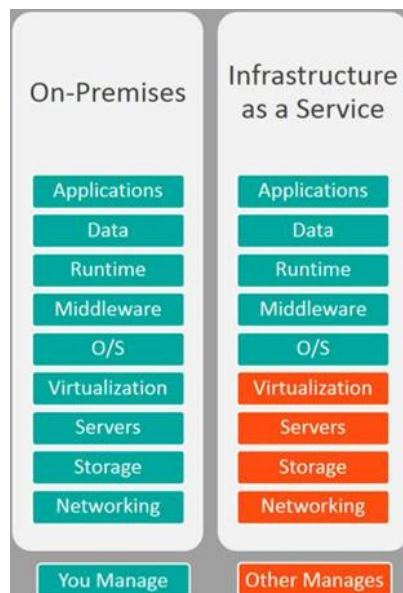 On-Premises
Applications
Data
Runtime
Middleware
O/S
Virtualization
Servers
Storage
Networking
You Manage
Infrastructure
as a Service
Applications
Data
Runtime
Middleware
O/S
Virtualization
Servers
Storage
Networking
Other Manages